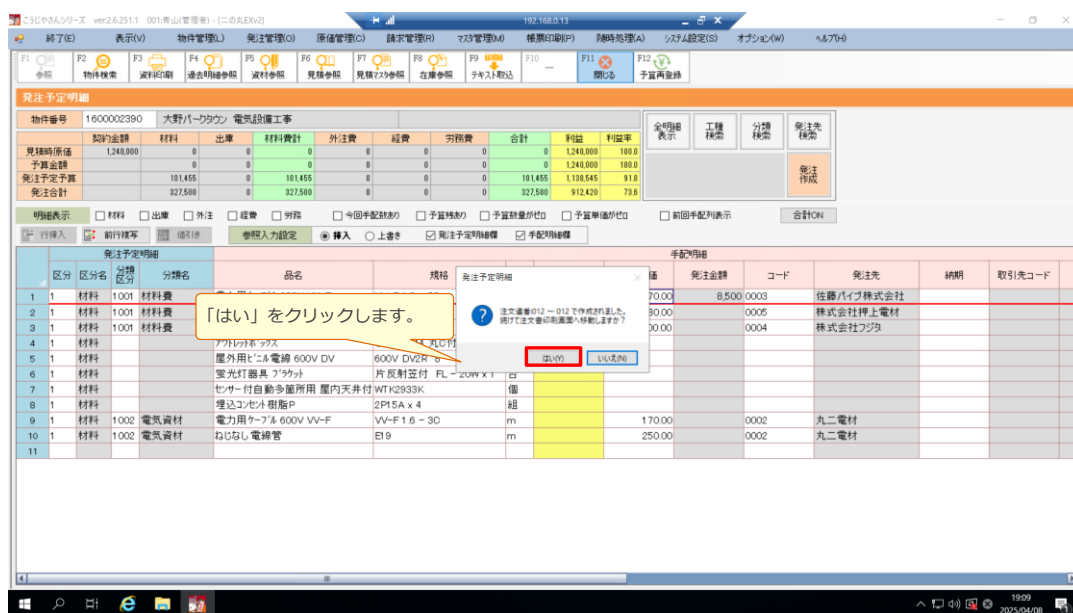 こうじやさんシリーズ ver.2.6.251.1 001:青山(管理者) - [二の丸EXv2]
192.168.0.13
終了(E) 表示(V) 物件管理(L) 発注管理(O) 原価管理(C) 請求管理(R) マスタ管理(M) 帳票印刷(P) 随時処理(A) システム設定(S) オプション(W) ヘルプ(H)
F1 F2 F3 F4 F5 F6 F7 F8 F9 F10 F11 F12
参照 物件検索 資料印刷 過去明細参照 資材参照 見積参照 見積マスタ参照 在庫参照 テキスト取込 閉じる 予算再登録
発注予定明細
物件番号 1600002390 大野パークタウン 電気設備工事
全明細表示 工種検索 分類検索 発注先検索
契約金額 材料 出庫 材料費計 外注費 経費 労務費 合計 利益 利益率
見積時原価 1,240,000 0 0 0 0 0 0 0 1,240,000 100.0
予算金額 0 0 0 0 0 0 0 1,240,000 100.0
発注予定予算 101,455 0 101,455 0 0 0 101,455 1,138,545 91.8
発注合計 327,580 0 327,580 0 0 0 327,580 912,420 73.6
発注作成
明細表示 材料 出庫 外注 経費 労務 今回手配数あり 予算残あり 予算数量がゼロ 予算単価がゼロ 前回手配列表示 合計ON
行挿入 前行複写 値引き 参照入力設定 挿入 上書き 発注予定明細欄 手配明細欄
発注予定明細 手配明細
区分 区分名 分類区分 分類名 品名 規格 価 発注金額 コード 発注先 納期 取引先コード
1 1 材料 1001 材料費 70.00 8,500 0003 佐藤パイプ株式会社
2 1 材料 1001 材料費 80.00 0005 株式会社押上電材
3 1 材料 1001 材料費 00.00 0004 株式会社フジタ
4 1 材料 アウトレットボックス
5 1 材料 屋外用ビニル電線 600V DV 600V DV2R
6 1 材料 蛍光灯器具 ブラケット 片反射笠付 FL－20W x 1 台
7 1 材料 センサー付自動多箇所用 屋内天井付 WTK2933K 個
8 1 材料 埋込コンセント樹脂P 2P15A x 4 組
9 1 材料 1002 電気資材 電力用ケーブル 600V VV-F VV-F 1.6 - 3C m 170.00 0002 丸二電材
10 1 材料 1002 電気資材 ねじなし電線管 E19 m 250.00 0002 丸二電材
11
「はい」をクリックします。
発注予定明細
注文連番:012 ～ 012 で作成されました。
続けて注文書印刷画面へ移動しますか？
はい(Y) いいえ(N)
19:09
2025/04/08